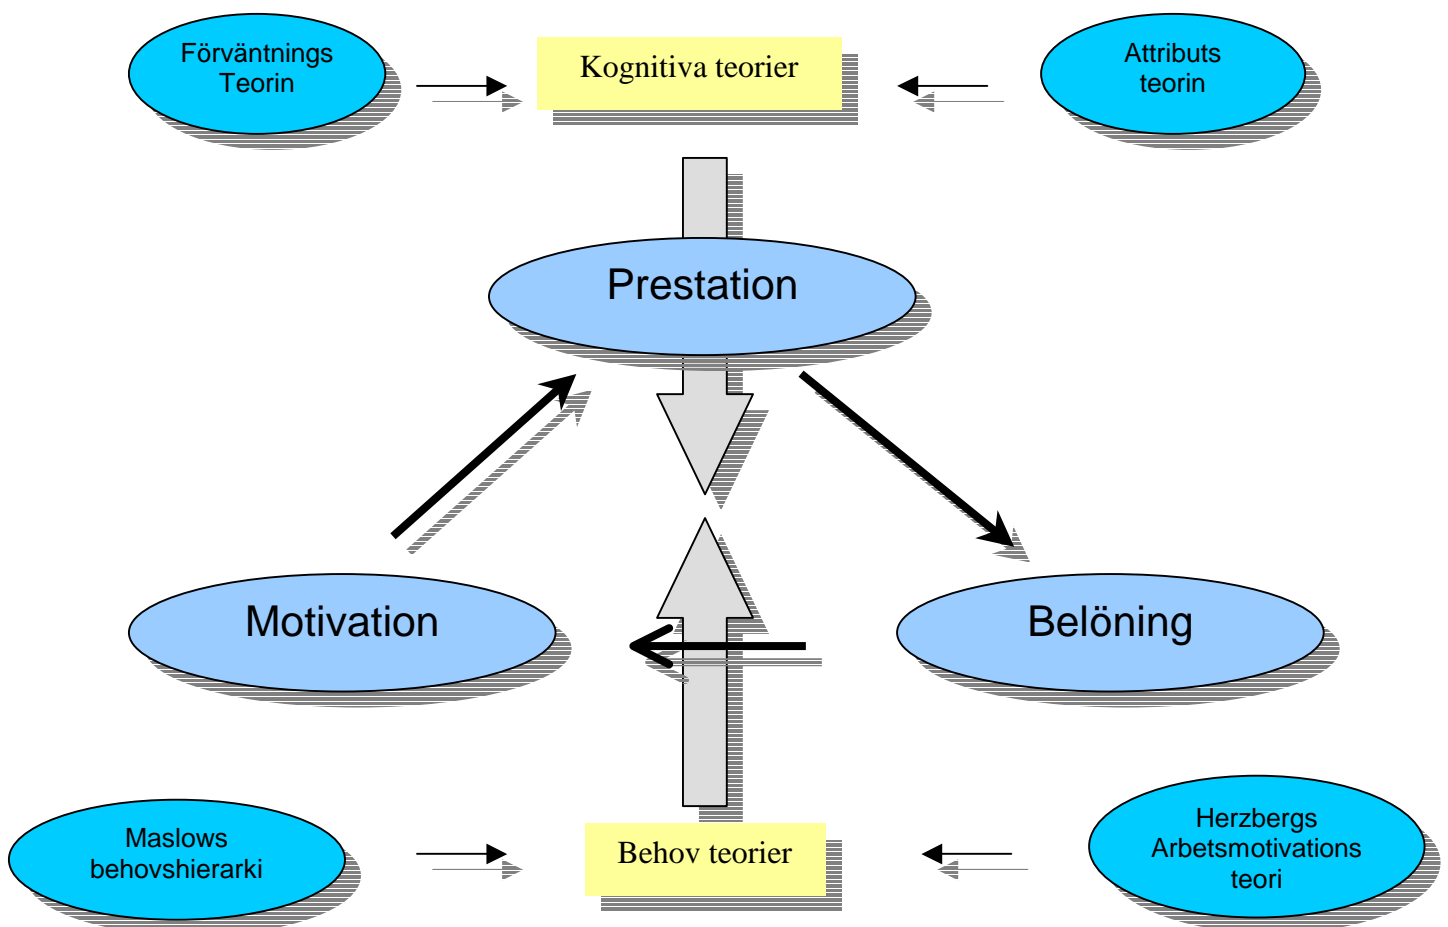 Förväntnings
Teorin
Kognitiva teorier
Attributs
teorin
Prestation
Motivation
Belöning
Maslows
behovshierarki
Behov teorier
Herzbergs
Arbetsmotivations
teori